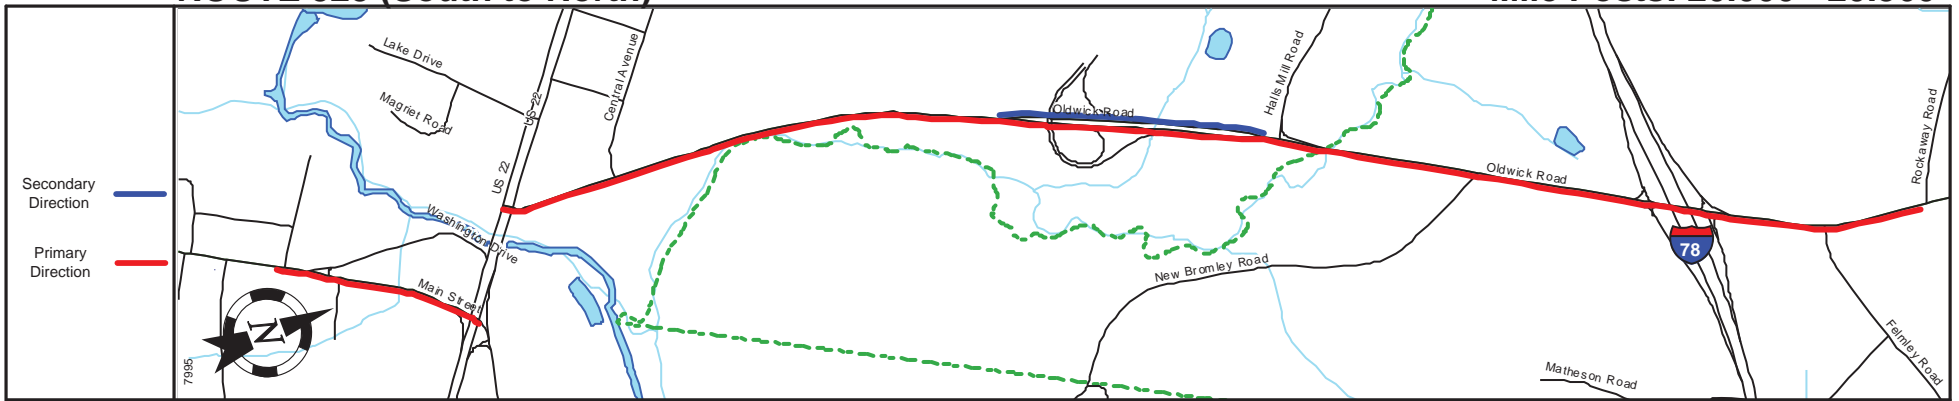 Secondary
Direction
Primary
Direction
Lake Drive
Magriet Road
US 22
Central Avenue
US 22
Washington Drive
Main Street
N
7995
Oldwick Road
Halls Mill Road
Oldwick Road
New Bromley Road
78
Rockaway Road
Matheson Road
Felmley Road